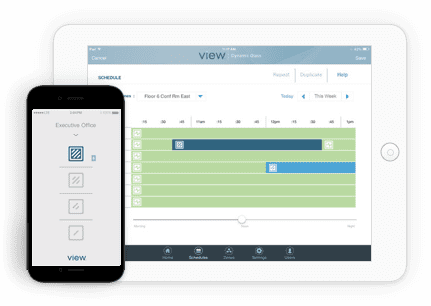 Cancel
view Dynamic Glass
Save
SCHEDULE
Repeat Duplicate Help
Floor 4 Conf Rm East Today This Week
:15 :30 :45 11am :15 :30 :45 12pm :15 :30 :45 1pm
Night
Home Schedules Zones Settings Users
Executive Office
view